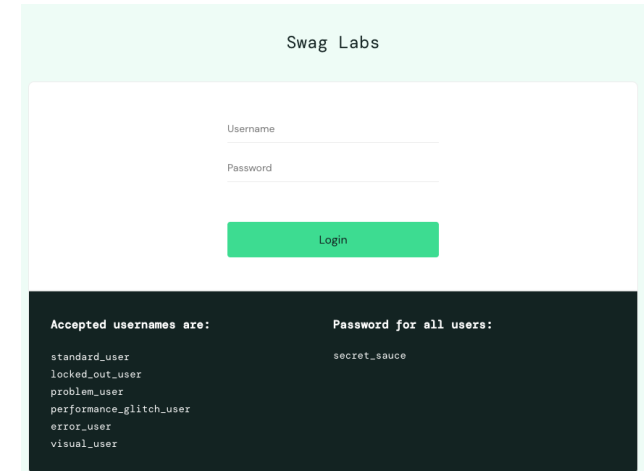 Swag Labs
Username
Password
Login
Accepted usernames are:
standard_user
locked_out_user
problem_user
performance_glitch_user
error_user
visual_user
Password for all users:
secret_sauce